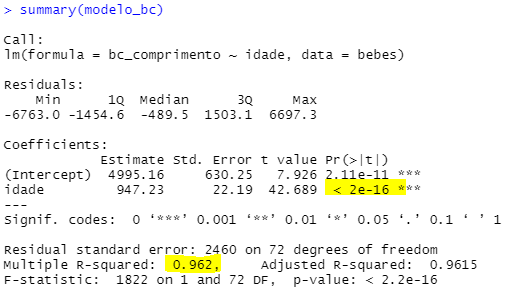 > summary(modelo_bc)
Call:
lm(formula = bc_comprimento ~ idade, data = bebes)
Residuals:
    Min      1Q  Median      3Q     Max
-6763.0 -1454.6  -489.5  1503.1  6697.3
Coefficients:
            Estimate Std. Error t value Pr(>|t|)
(Intercept)  4995.16     630.25   7.926 2.11e-11 ***
idade         947.23      22.19  42.689  < 2e-16 ***
---
Signif. codes:  0 ‘***’ 0.001 ‘**’ 0.01 ‘*’ 0.05 ‘.’ 0.1 ‘ ’ 1
Residual standard error: 2460 on 72 degrees of freedom
Multiple R-squared:  0.962,     Adjusted R-squared:  0.9615
F-statistic:  1822 on 1 and 72 DF,  p-value: < 2.2e-16